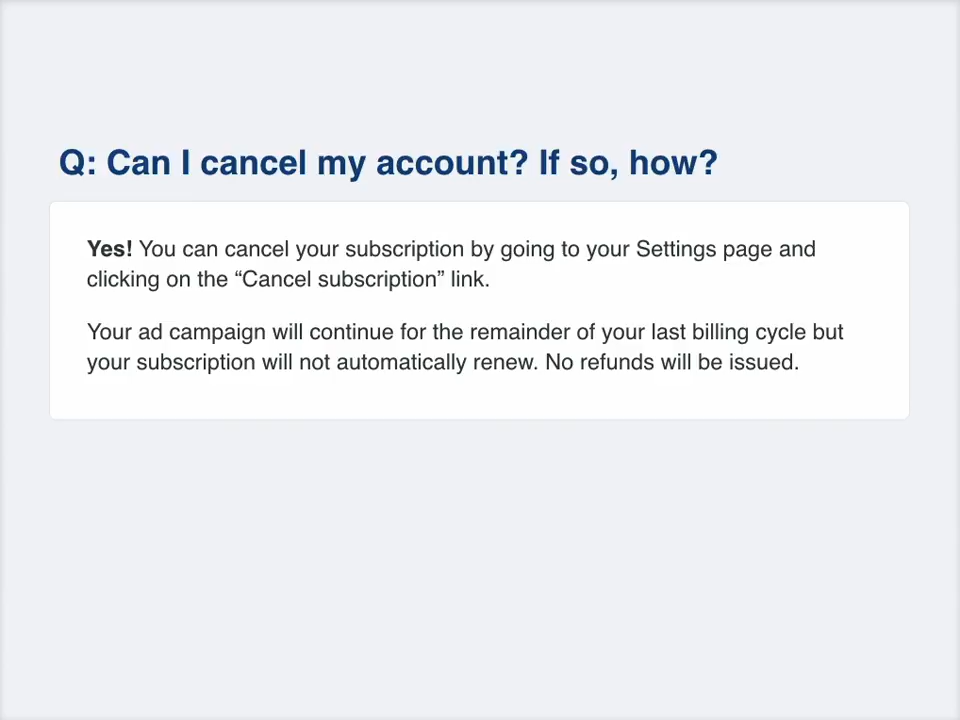 Q: Can I cancel my account? If so, how?
Yes! You can cancel your subscription by going to your Settings page and
clicking on the “Cancel subscription” link.
Your ad campaign will continue for the remainder of your last billing cycle but
your subscription will not automatically renew. No refunds will be issued.